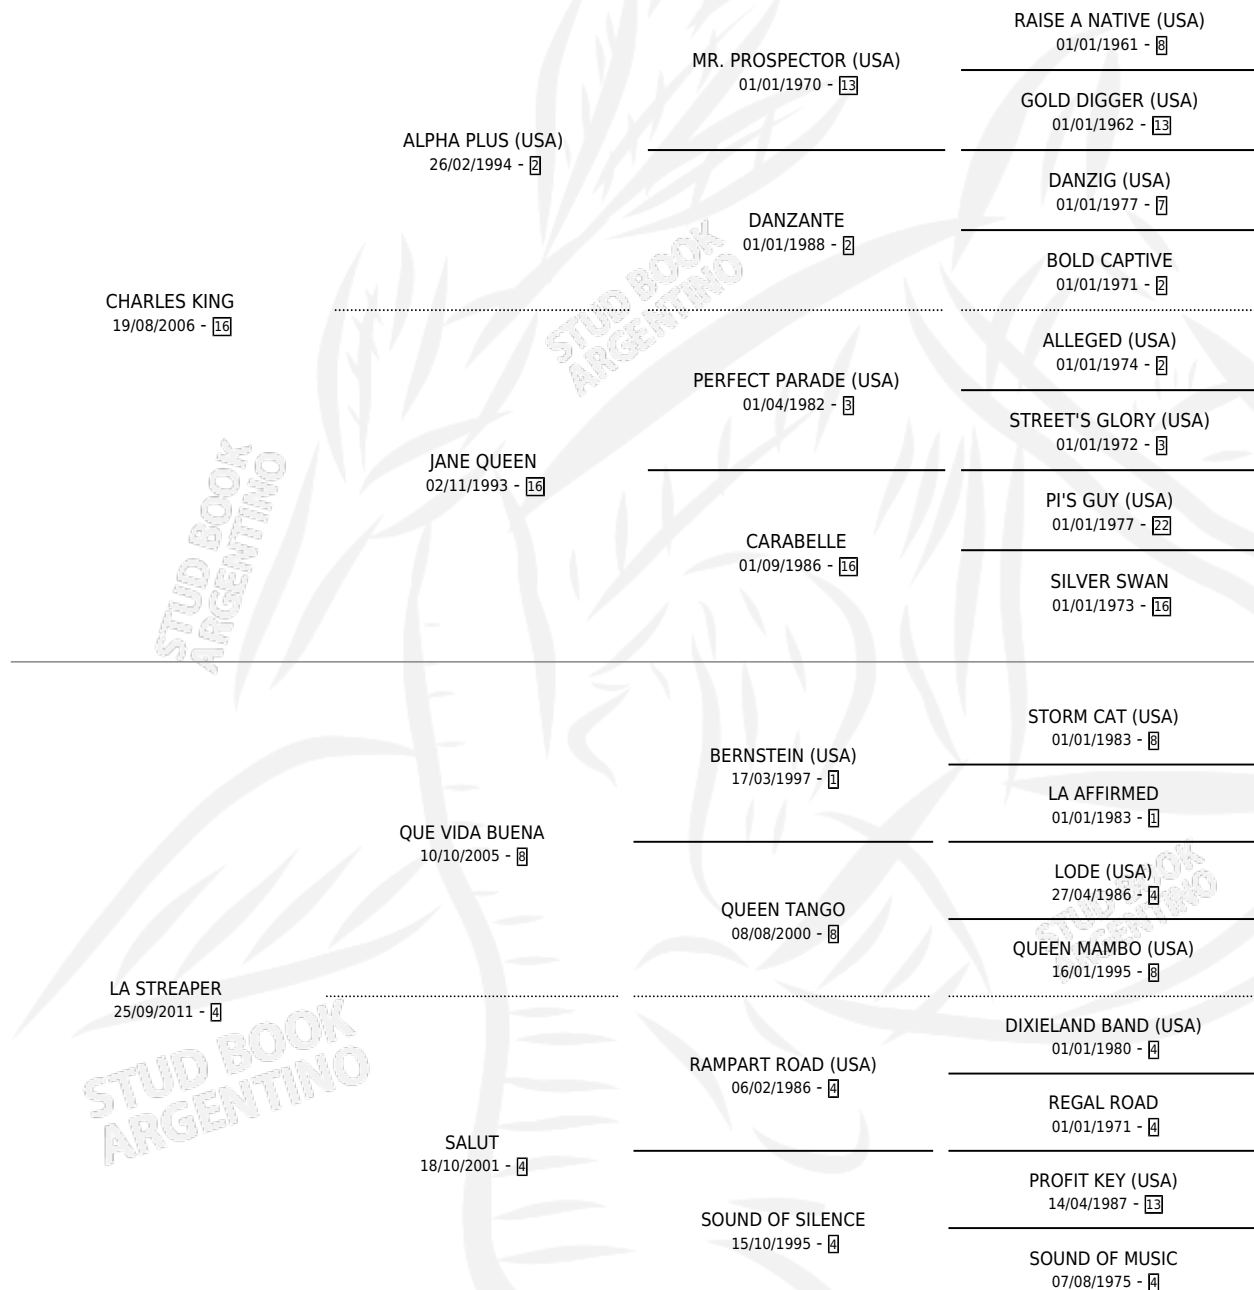 RAISE A NATIVE (USA)
01/01/1961 - 8
MR. PROSPECTOR (USA)
01/01/1970 - 13
GOLD DIGGER (USA)
01/01/1962 - 13
ALPHA PLUS (USA)
26/02/1994 - 2
DANZIG (USA)
01/01/1977 - 7
DANZANTE
01/01/1988 - 2
BOLD CAPTIVE
01/01/1971 - 2
CHARLES KING
19/08/2006 - 16
STUD BOOK
ARGENTINO
ALLEGED (USA)
01/01/1974 - 2
PERFECT PARADE (USA)
01/04/1982 - 3
STREET'S GLORY (USA)
01/01/1972 - 3
JANE QUEEN
02/11/1993 - 16
PI'S GUY (USA)
01/01/1977 - 22
CARABELLE
01/09/1986 - 16
SILVER SWAN
01/01/1973 - 16
STUD BOOK
ARGENTINO
STORM CAT (USA)
01/01/1983 - 8
BERNSTEIN (USA)
17/03/1997 - 1
LA AFFIRMED
01/01/1983 - 1
QUE VIDA BUENA
10/10/2005 - 8
LODE (USA)
27/04/1986 - 4
QUEEN TANGO
08/08/2000 - 8
QUEEN MAMBO (USA)
16/01/1995 - 8
STUD BOOK
ARGENTINO
LA STREAPER
25/09/2011 - 4
DIXIELAND BAND (USA)
01/01/1980 - 4
RAMPART ROAD (USA)
06/02/1986 - 4
REGAL ROAD
01/01/1971 - 4
STUD BOOK
ARGENTINO
SALUT
18/10/2001 - 4
PROFIT KEY (USA)
14/04/1987 - 13
SOUND OF SILENCE
15/10/1995 - 4
SOUND OF MUSIC
07/08/1975 - 4